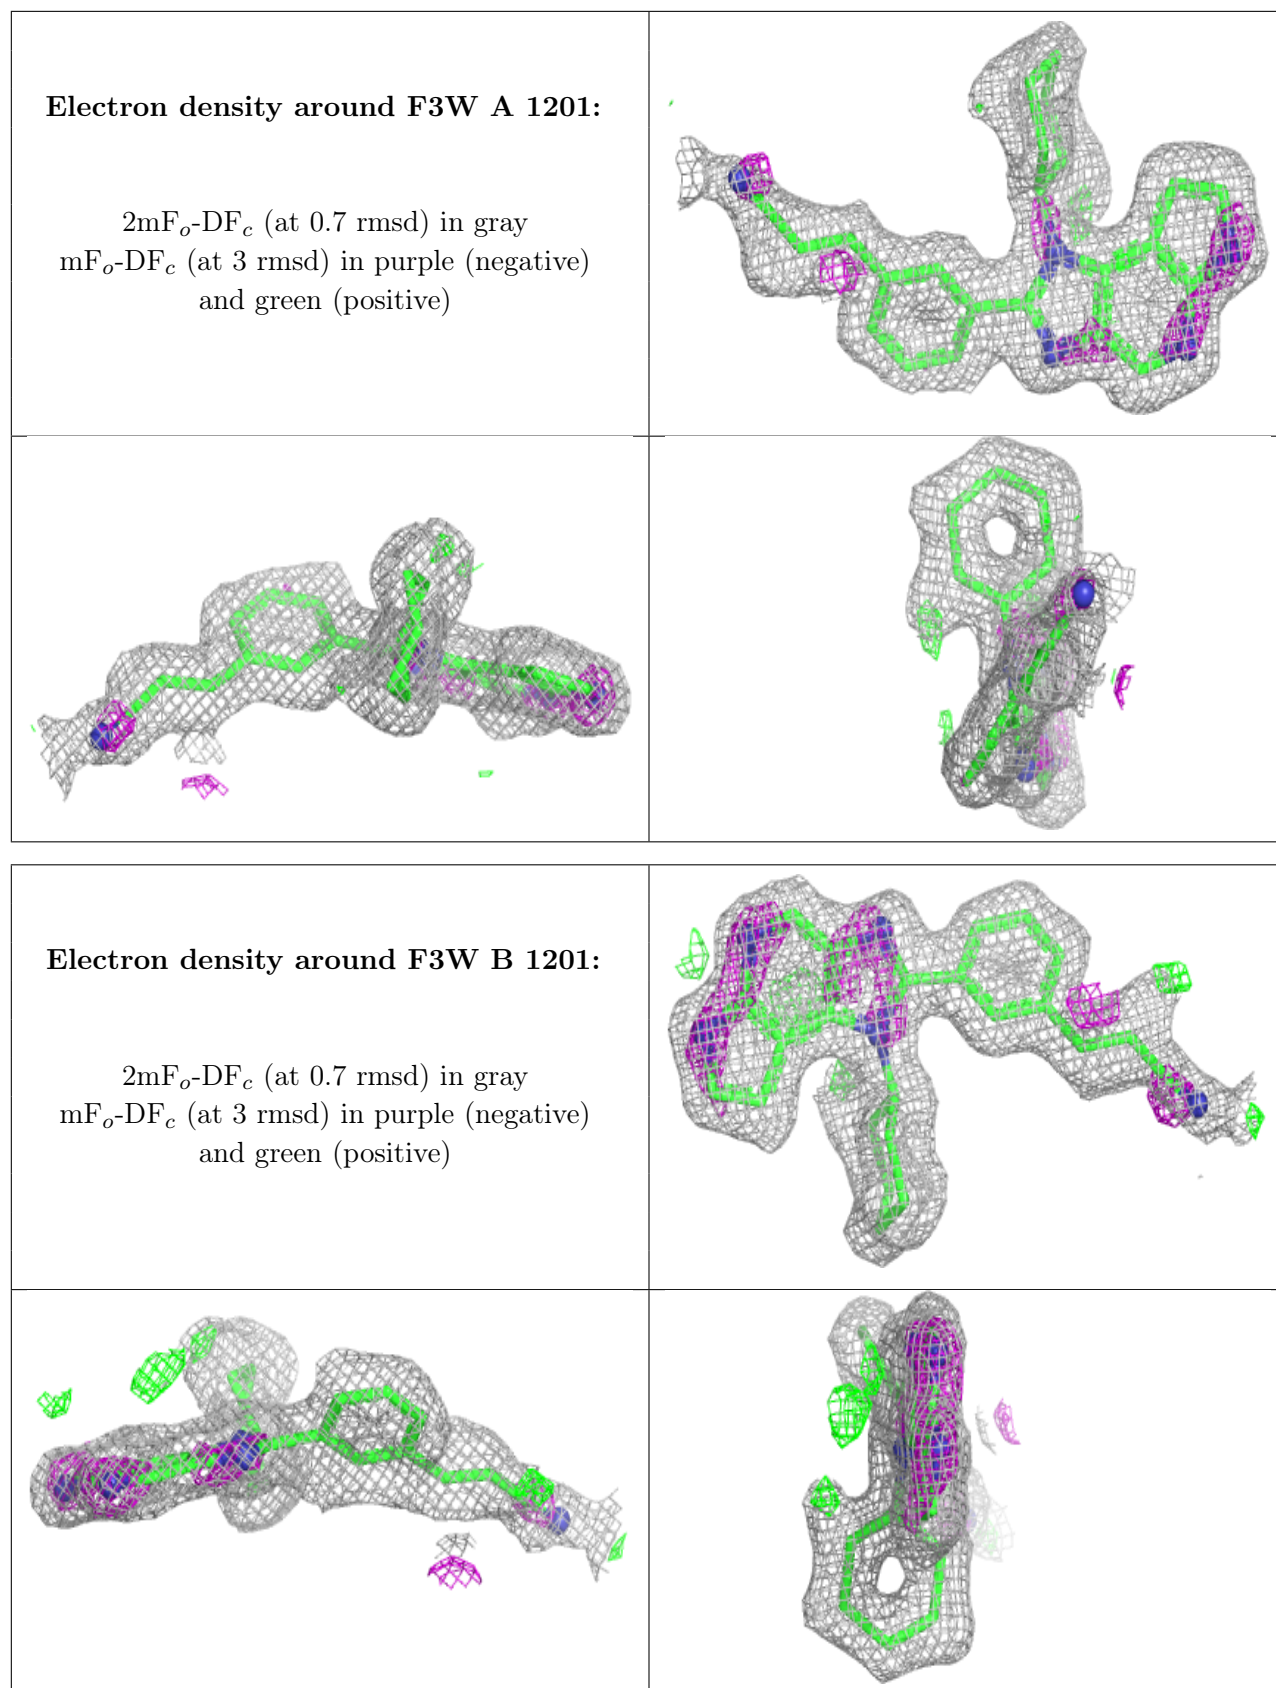 Electron density around F3W A 1201:
2mFo-DFc (at 0.7 rmsd) in gray
mFo-DFc (at 3 rmsd) in purple (negative)
and green (positive)
Electron density around F3W B 1201:
2mFo-DFc (at 0.7 rmsd) in gray
mFo-DFc (at 3 rmsd) in purple (negative)
and green (positive)